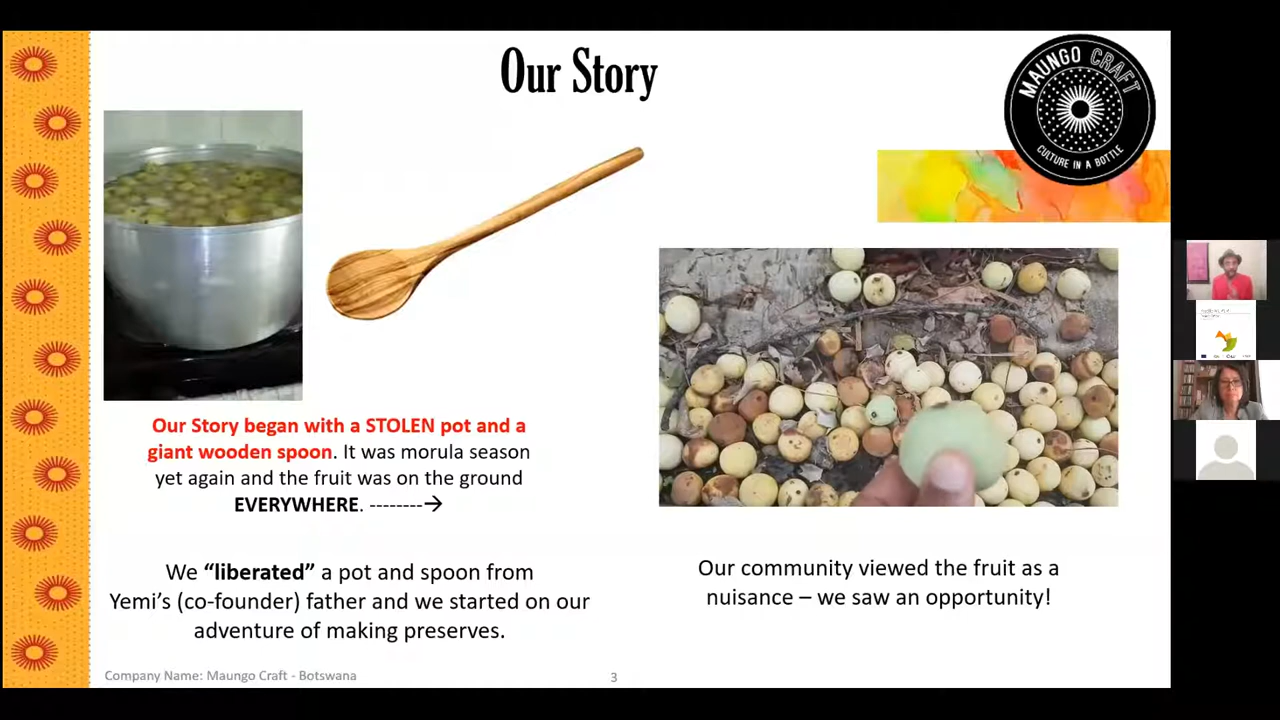 Our Story
MAUNGO CRAFT
CULTURE IN A BOTTLE
Our Story began with a STOLEN pot and a
giant wooden spoon. It was morula season
yet again and the fruit was on the ground
EVERYWHERE. --------→
We “liberated” a pot and spoon from
Yemi’s (co-founder) father and we started on our
adventure of making preserves.
Our community viewed the fruit as a
nuisance – we saw an opportunity!
Company Name: Maungo Craft - Botswana
3